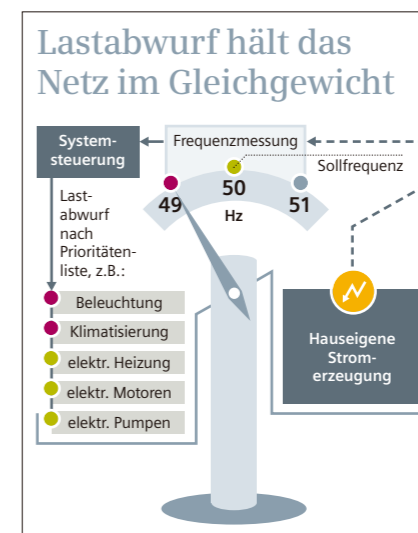 Lastabwurf hält das
Netz im Gleichgewicht
System-
steuerung
Frequenzmessung
Sollfrequenz
49
50
51
Hz
Last-
abwurf
nach
Prioritäten-
liste, z.B.:
Beleuchtung
Klimatisierung
elektr. Heizung
elektr. Motoren
elektr. Pumpen
Hauseigene
Strom-
erzeugung